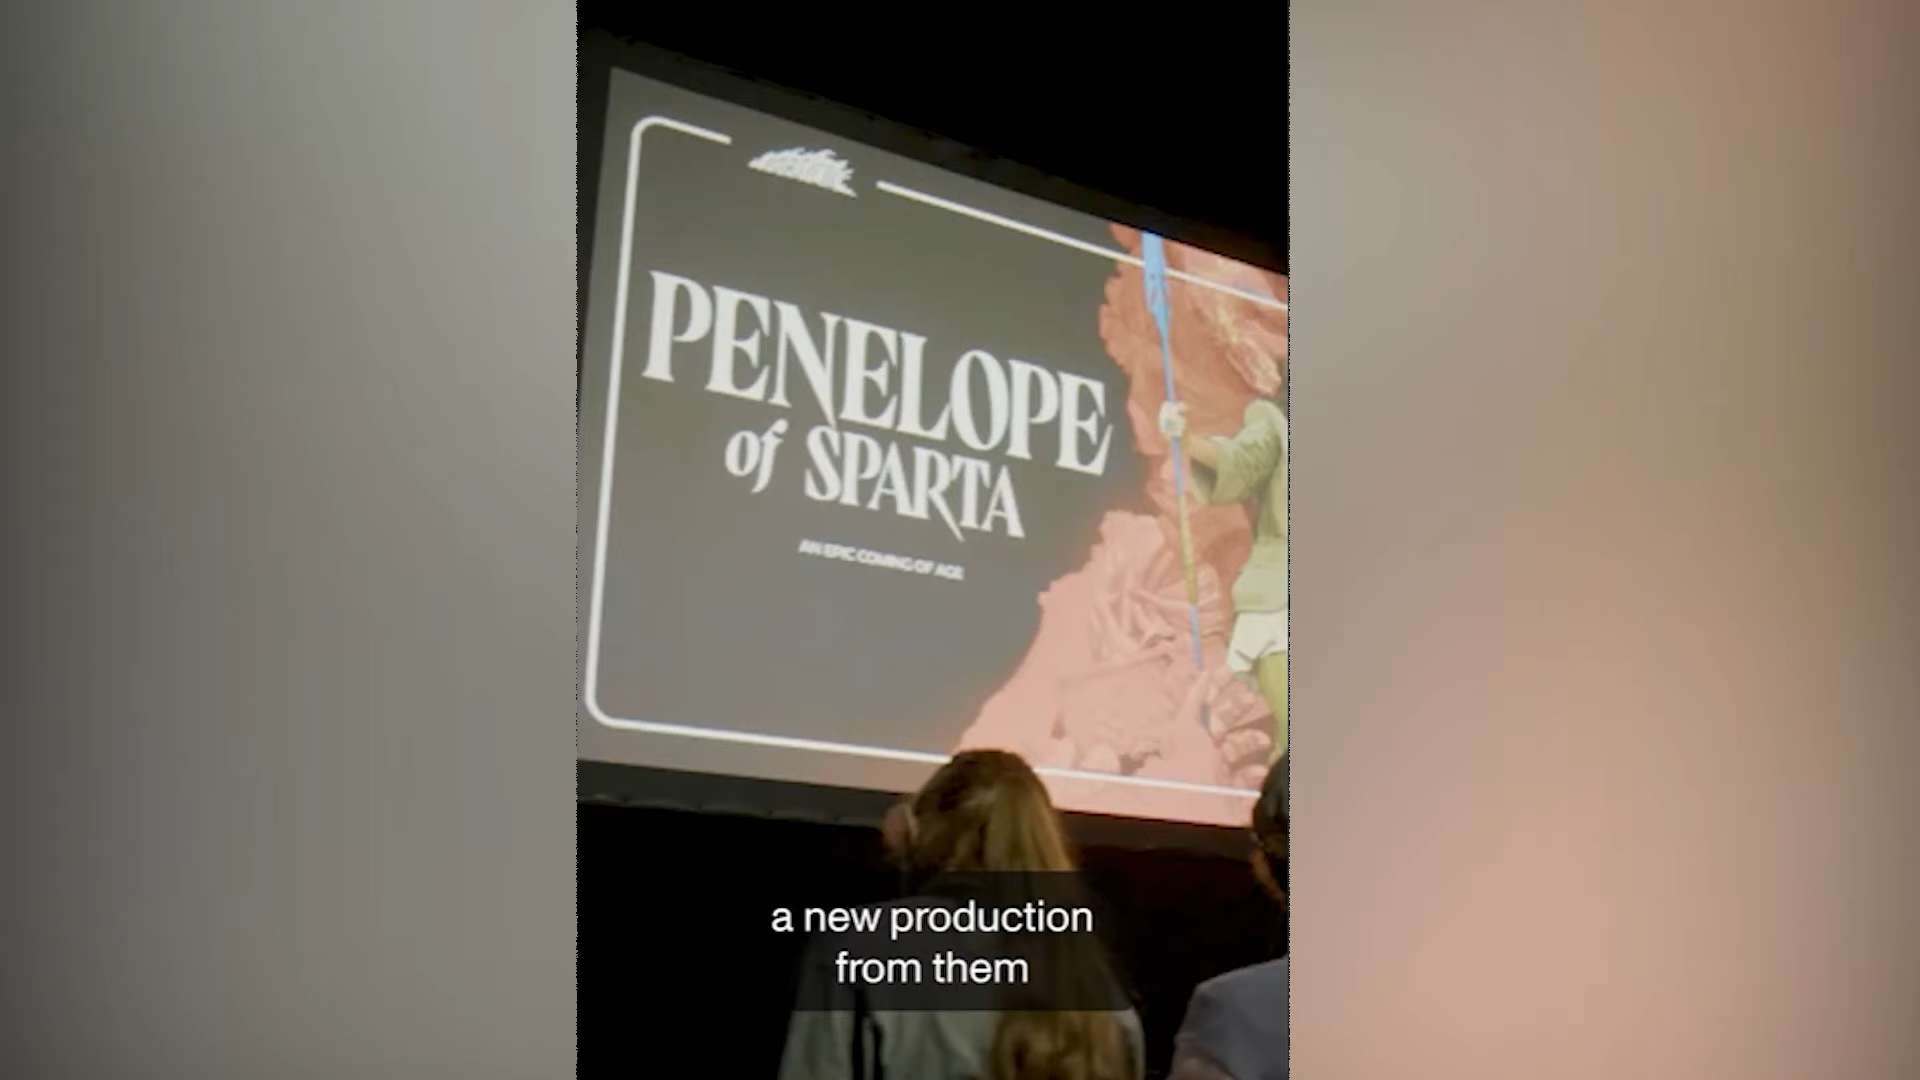 PENELOPE
of SPARTA
AN EPIC COMING OF AGE
a new production
from them